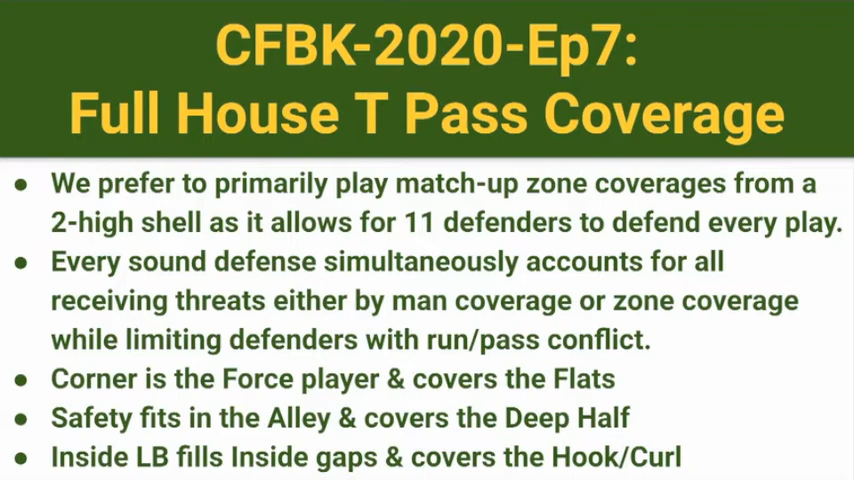 CFBK-2020-Ep7:
Full House T Pass Coverage
● We prefer to primarily play match-up zone coverages from a
2-high shell as it allows for 11 defenders to defend every play.
● Every sound defense simultaneously accounts for all
receiving threats either by man coverage or zone coverage
while limiting defenders with run/pass conflict.
● Corner is the Force player & covers the Flats
● Safety fits in the Alley & covers the Deep Half
● Inside LB fills Inside gaps & covers the Hook/Curl